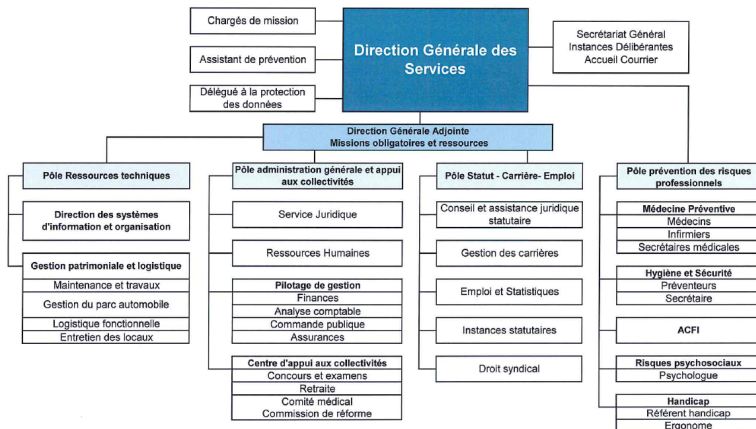 Chargés de mission
Assistant de prévention
Délégué à la protection
des données
Direction Générale des
Services
Secrétariat Général
Instances Délibérantes
Accueil Courrier
Direction Générale Adjointe
Missions obligatoires et ressources
Pôle Ressources techniques
Direction des systèmes
d'information et organisation
Gestion patrimoniale et logistique
Maintenance et travaux
Gestion du parc automobile
Logistique fonctionnelle
Entretien des locaux
Pôle administration générale et appui
aux collectivités
Service Juridique
Ressources Humaines
Pilotage de gestion
Finances
Analyse comptable
Commande publique
Assurances
Centre d'appui aux collectivités
Concours et examens
Retraite
Comité médical
Commission de réforme
Pôle Statut - Carrière- Emploi
Conseil et assistance juridique
statutaire
Gestion des carrières
Emploi et Statistiques
Instances statutaires
Droit syndical
Pôle prévention des risques
professionnels
Médecine Préventive
Médecins
Infirmiers
Secrétaires médicales
Hygiène et Sécurité
Préventeurs
Secrétaire
ACFI
Risques psychosociaux
Psychologue
Handicap
Référent handicap
Ergonome